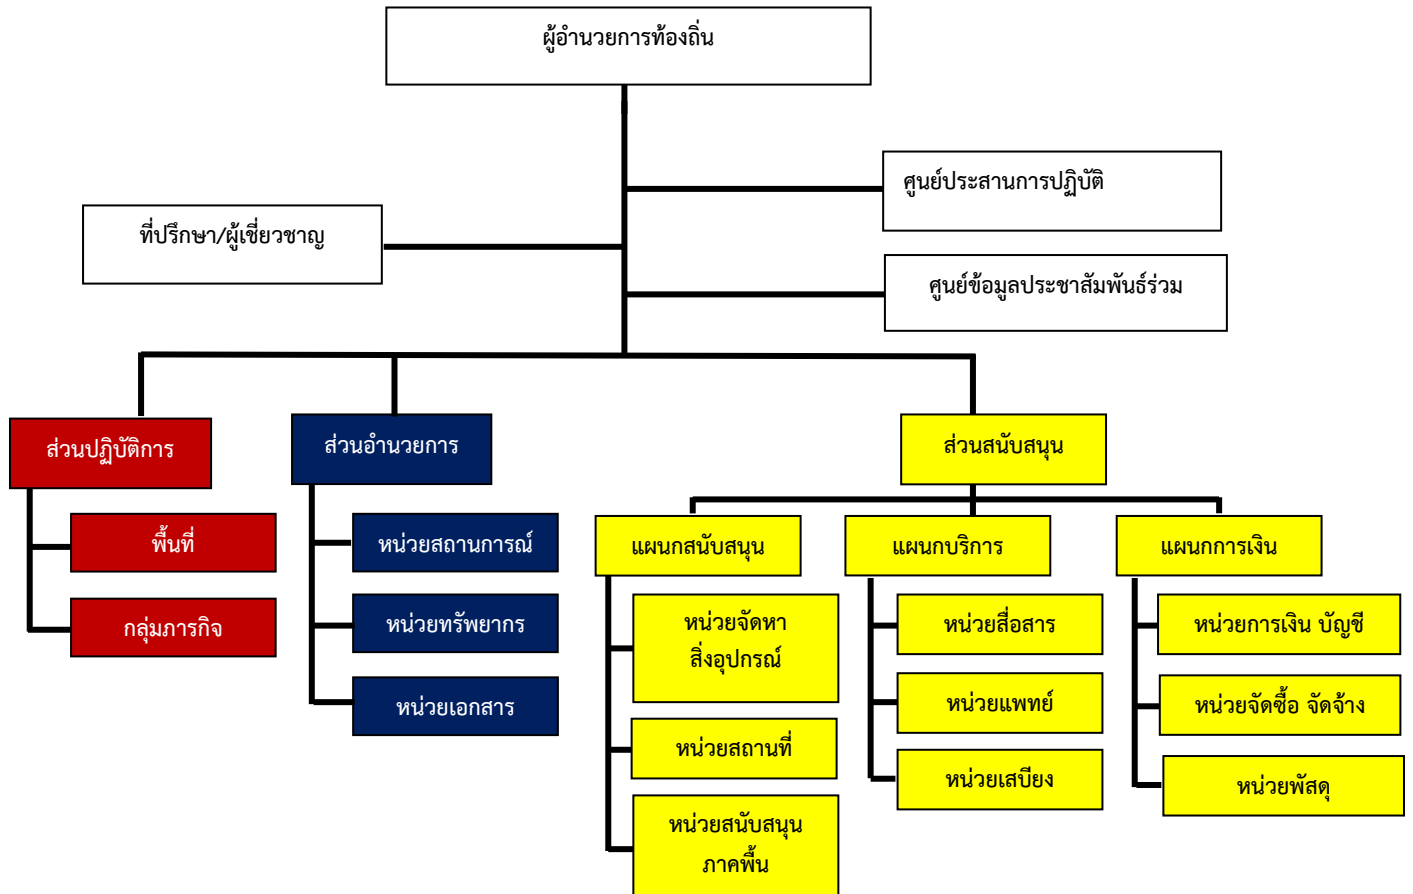 ผู้อำนวยการท้องถิ่น
ศูนย์ประสานการปฏิบัติ
ที่ปรึกษา/ผู้เชี่ยวชาญ
ศูนย์ข้อมูลประชาสัมพันธ์ร่วม
ส่วนปฏิบัติการ
พื้นที่
กลุ่มภารกิจ
ส่วนอำนวยการ
หน่วยสถานการณ์
หน่วยทรัพยากร
หน่วยเอกสาร
ส่วนสนับสนุน
แผนกสนับสนุน
หน่วยจัดหา
สิ่งอุปกรณ์
หน่วยสถานที่
หน่วยสนับสนุน
ภาคพื้น
แผนกบริการ
หน่วยสื่อสาร
หน่วยแพทย์
หน่วยเสบียง
แผนกการเงิน
หน่วยการเงิน บัญชี
หน่วยจัดซื้อ จัดจ้าง
หน่วยพัสดุ